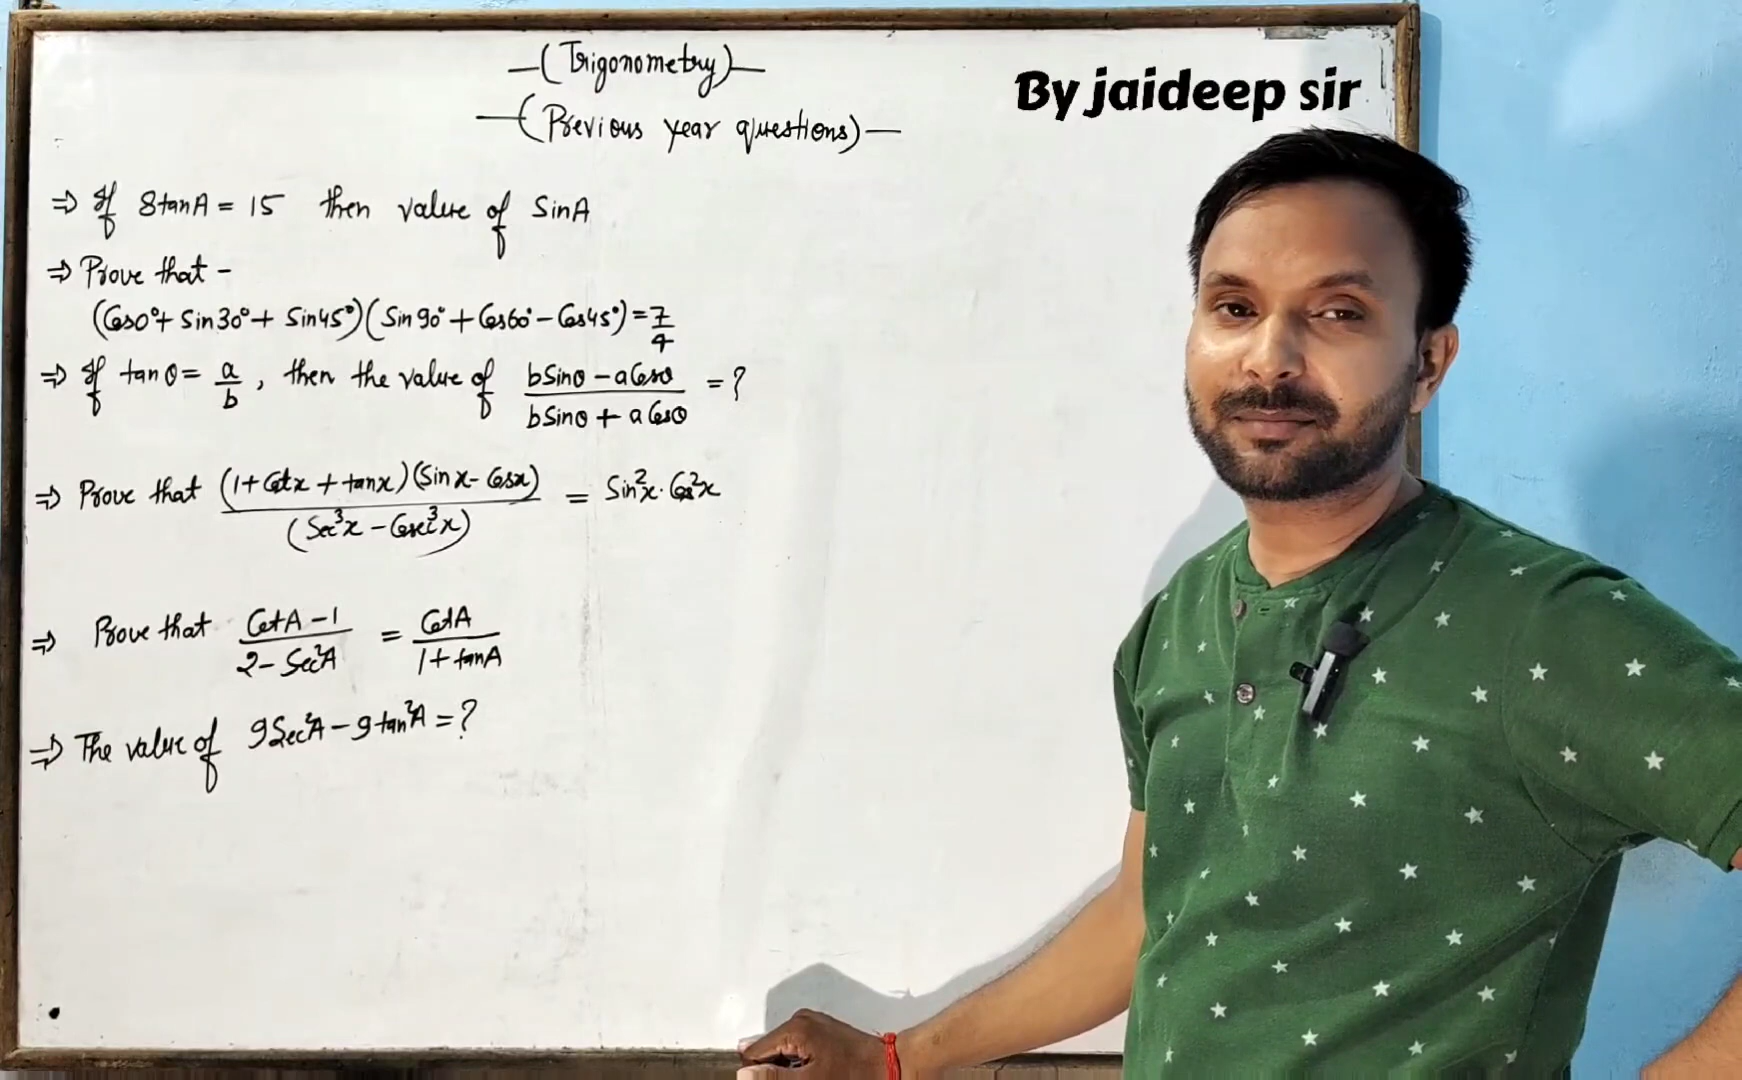 (Trigonometry)
By jaideep sir
(Previous year questions)
⇒ If 8tanA = 15 then value of SinA
⇒ Prove that -
(Cos0° + Sin30° + Sin45°)(Sin90° + Cos60° - Cos45°) = 7/4
⇒ If tanθ = a/b, then the value of (bSinθ - aCosθ)/(bSinθ + aCosθ) = ?
⇒ Prove that (1 + Cotx + tanx)(Sinx - Cosx)/(Sec³x - Cosec³x) = Sin²x·Cos²x
⇒ Prove that (CotA - 1)/(2 - Sec²A) = CotA/(1 + tanA)
⇒ The value of 9Sec²A - 9tan²A = ?